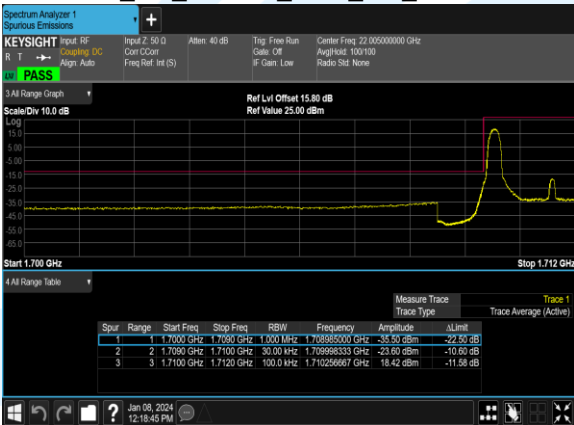 Spectrum Analyzer 1
Spurious Emissions
+
KEYSIGHT Input: RF Input Z: 50 Ω Atten: 40 dB Trig: Free Run Center Freq: 22.005000000 GHz
R T Coupling: DC Corr CCorr Gate: Off Avg|Hold: 100/100
Align: Auto Freq Ref: Int (S) IF Gain: Low Radio Std: None
PASS
3 All Range Graph
Ref Lvl Offset 15.80 dB
Scale/Div 10.0 dB Ref Value 25.00 dBm
Log
15.0
5.00
-5.00
-15.0
-25.0
-35.0
-45.0
-55.0
-65.0
Start 1.700 GHz Stop 1.712 GHz
4 All Range Table
Measure Trace Trace 1
Trace Type Trace Average (Active)
Spur Range Start Freq Stop Freq RBW Frequency Amplitude ΔLimit
1 1 1.7000 GHz 1.7090 GHz 1.000 MHz 1.708985000 GHz -35.50 dBm -22.50 dB
2 2 1.7090 GHz 1.7100 GHz 30.00 kHz 1.709998333 GHz -23.60 dBm -10.60 dB
3 3 1.7100 GHz 1.7120 GHz 100.0 kHz 1.710256667 GHz 18.42 dBm -11.58 dB
? Jan 08, 2024
12:18:45 PM